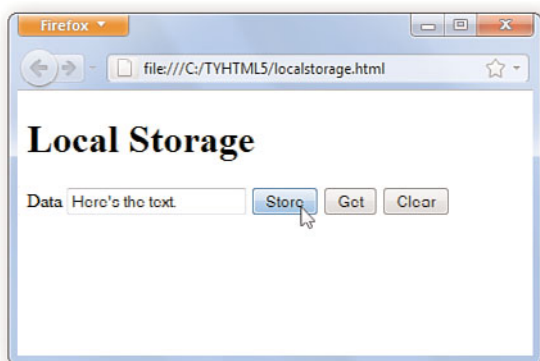 Firefox
file:///C:/TYHTML5/localstorage.html
Local Storage
Data Here's the text. Store Get Clear